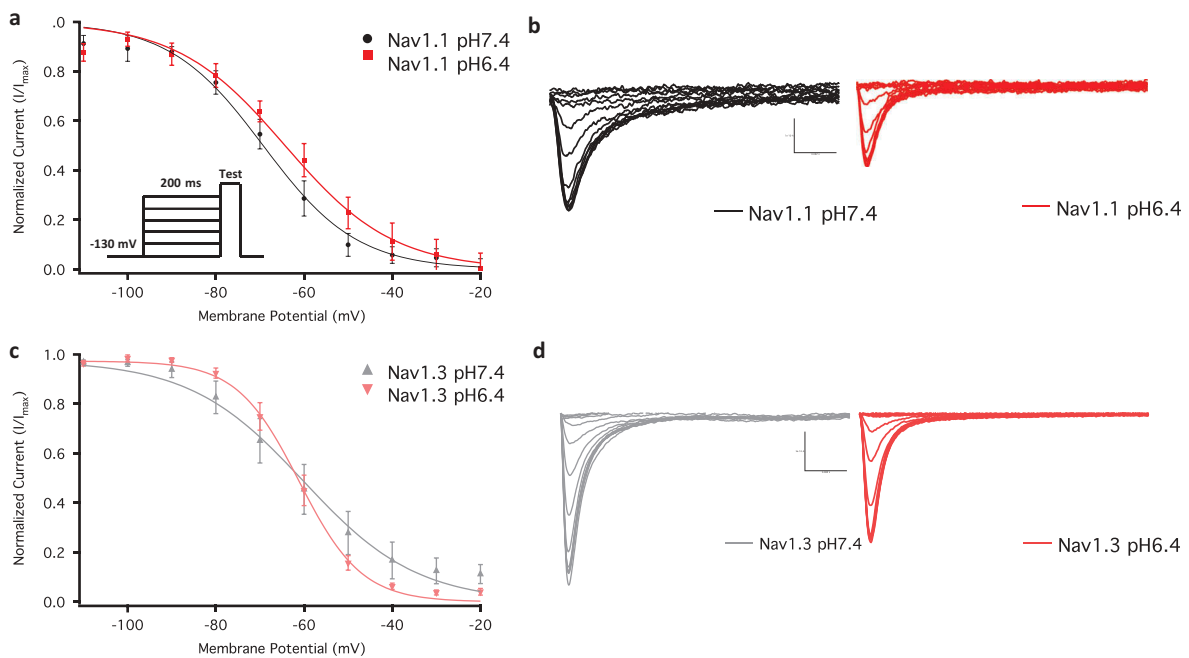 a
Normalized Current (I/Imax)
.0
0.8
0.6
0.4
0.2
0.0
-100
-80
-60
-40
-20
Membrane Potential (mV)
Nav1.1 pH7.4
Nav1.1 pH6.4
200 ms
Test
-130 mV
b
Nav1.1 pH7.4
Nav1.1 pH6.4
c
Normalized Current (I/Imax)
1.0
0.8
0.6
0.4
0.2
0.0
-100
-80
-60
-40
-20
Membrane Potential (mV)
Nav1.3 pH7.4
Nav1.3 pH6.4
d
Nav1.3 pH7.4
Nav1.3 pH6.4